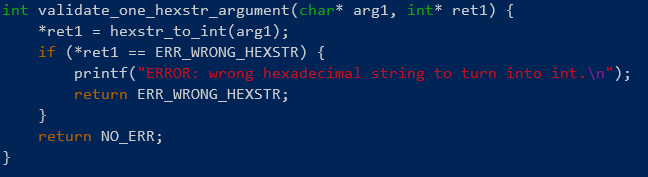 int validate_one_hexstr_argument(char* arg1, int* ret1) {
    *ret1 = hexstr_to_int(arg1);
    if (*ret1 == ERR_WRONG_HEXSTR) {
        printf("ERROR: wrong hexadecimal string to turn into int.\n");
        return ERR_WRONG_HEXSTR;
    }
    return NO_ERR;
}